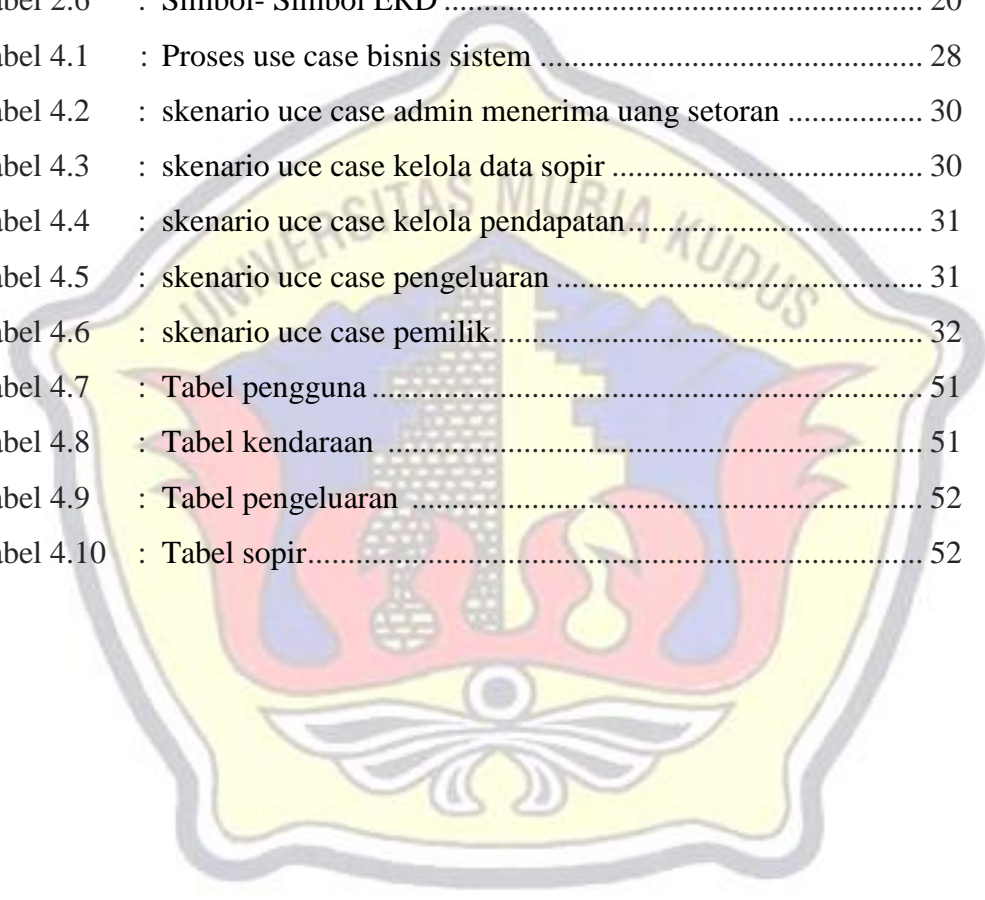 abel 2.6 : Simbol- Simbol ERD ............................................................ 20
abel 4.1 : Proses use case bisnis sistem ................................................ 28
abel 4.2 : skenario uce case admin menerima uang setoran ................. 30
abel 4.3 : skenario uce case kelola data sopir ....................................... 30
abel 4.4 : skenario uce case kelola pendapatan ..................................... 31
abel 4.5 : skenario uce case pengeluaran .............................................. 31
abel 4.6 : skenario uce case pemilik...................................................... 32
abel 4.7 : Tabel pengguna ..................................................................... 51
abel 4.8 : Tabel kendaraan ................................................................... 51
abel 4.9 : Tabel pengeluaran ................................................................ 52
abel 4.10 : Tabel sopir............................................................................. 52
UNIVERSITAS MURIA KUDUS